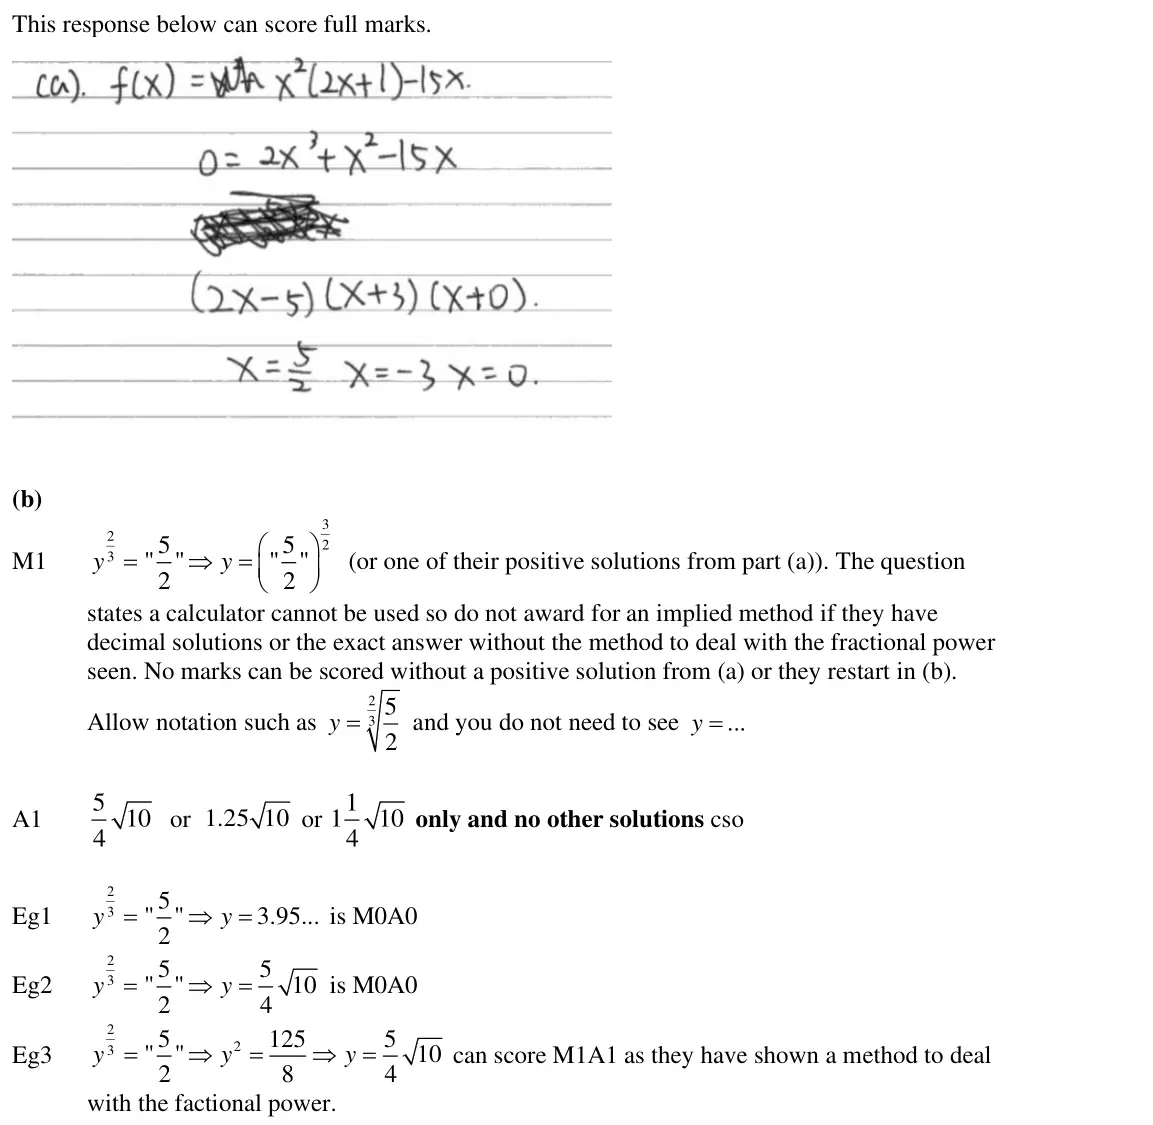 This response below can score full marks.
(a). f(x) = x²(2x+1)-15x.
0 = 2x³+x²-15x
(2x-5)(x+3)(x+0).
x = 5/2 x = -3 x = 0.
(b)
M1 y^(2/3) = "5/2" ⇒ y = ("5/2")^(3/2) (or one of their positive solutions from part (a)). The question
states a calculator cannot be used so do not award for an implied method if they have
decimal solutions or the exact answer without the method to deal with the fractional power
seen. No marks can be scored without a positive solution from (a) or they restart in (b).
Allow notation such as y = ^(2/3)√(5/2) and you do not need to see y = ...
A1 5/4 √10 or 1.25√10 or 1 1/4 √10 only and no other solutions cso
Eg1 y^(2/3) = "5/2" ⇒ y = 3.95... is M0A0
Eg2 y^(2/3) = "5/2" ⇒ y = 5/4 √10 is M0A0
Eg3 y^(2/3) = "5/2" ⇒ y² = 125/8 ⇒ y = 5/4 √10 can score M1A1 as they have shown a method to deal
with the factional power.